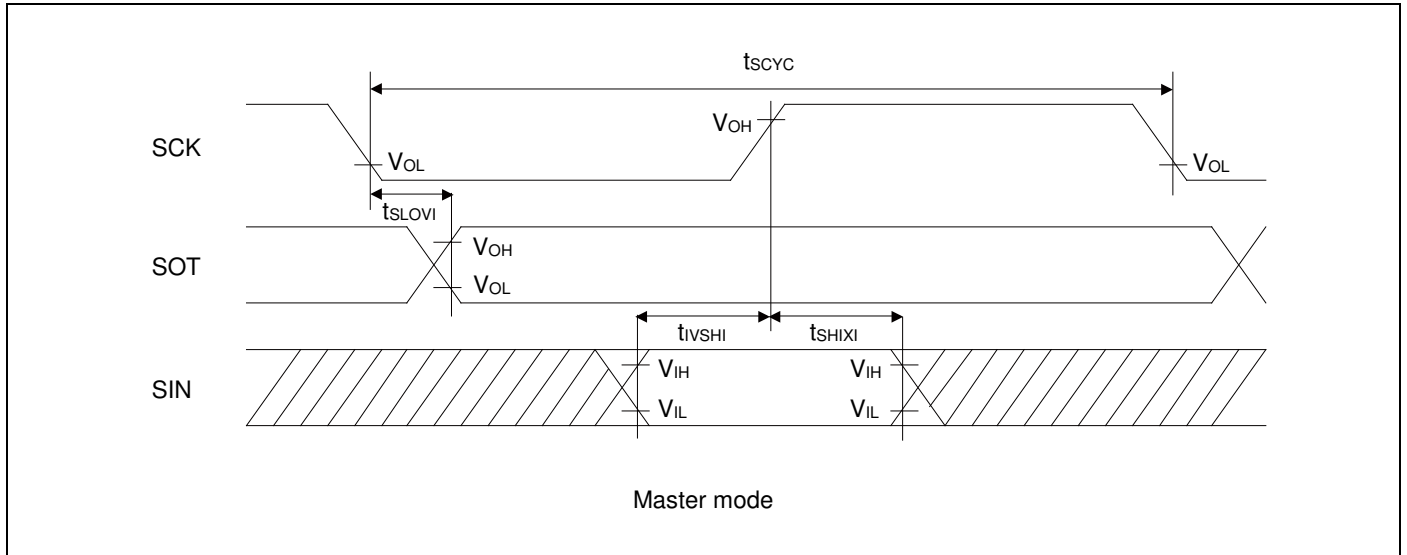 tSCYC
VOH
SCK
VOL
VOL
tSLOVI
VOH
SOT
VOL
tIVSHI
tSHIXI
VIH
VIH
SIN
VIL
VIL
Master mode